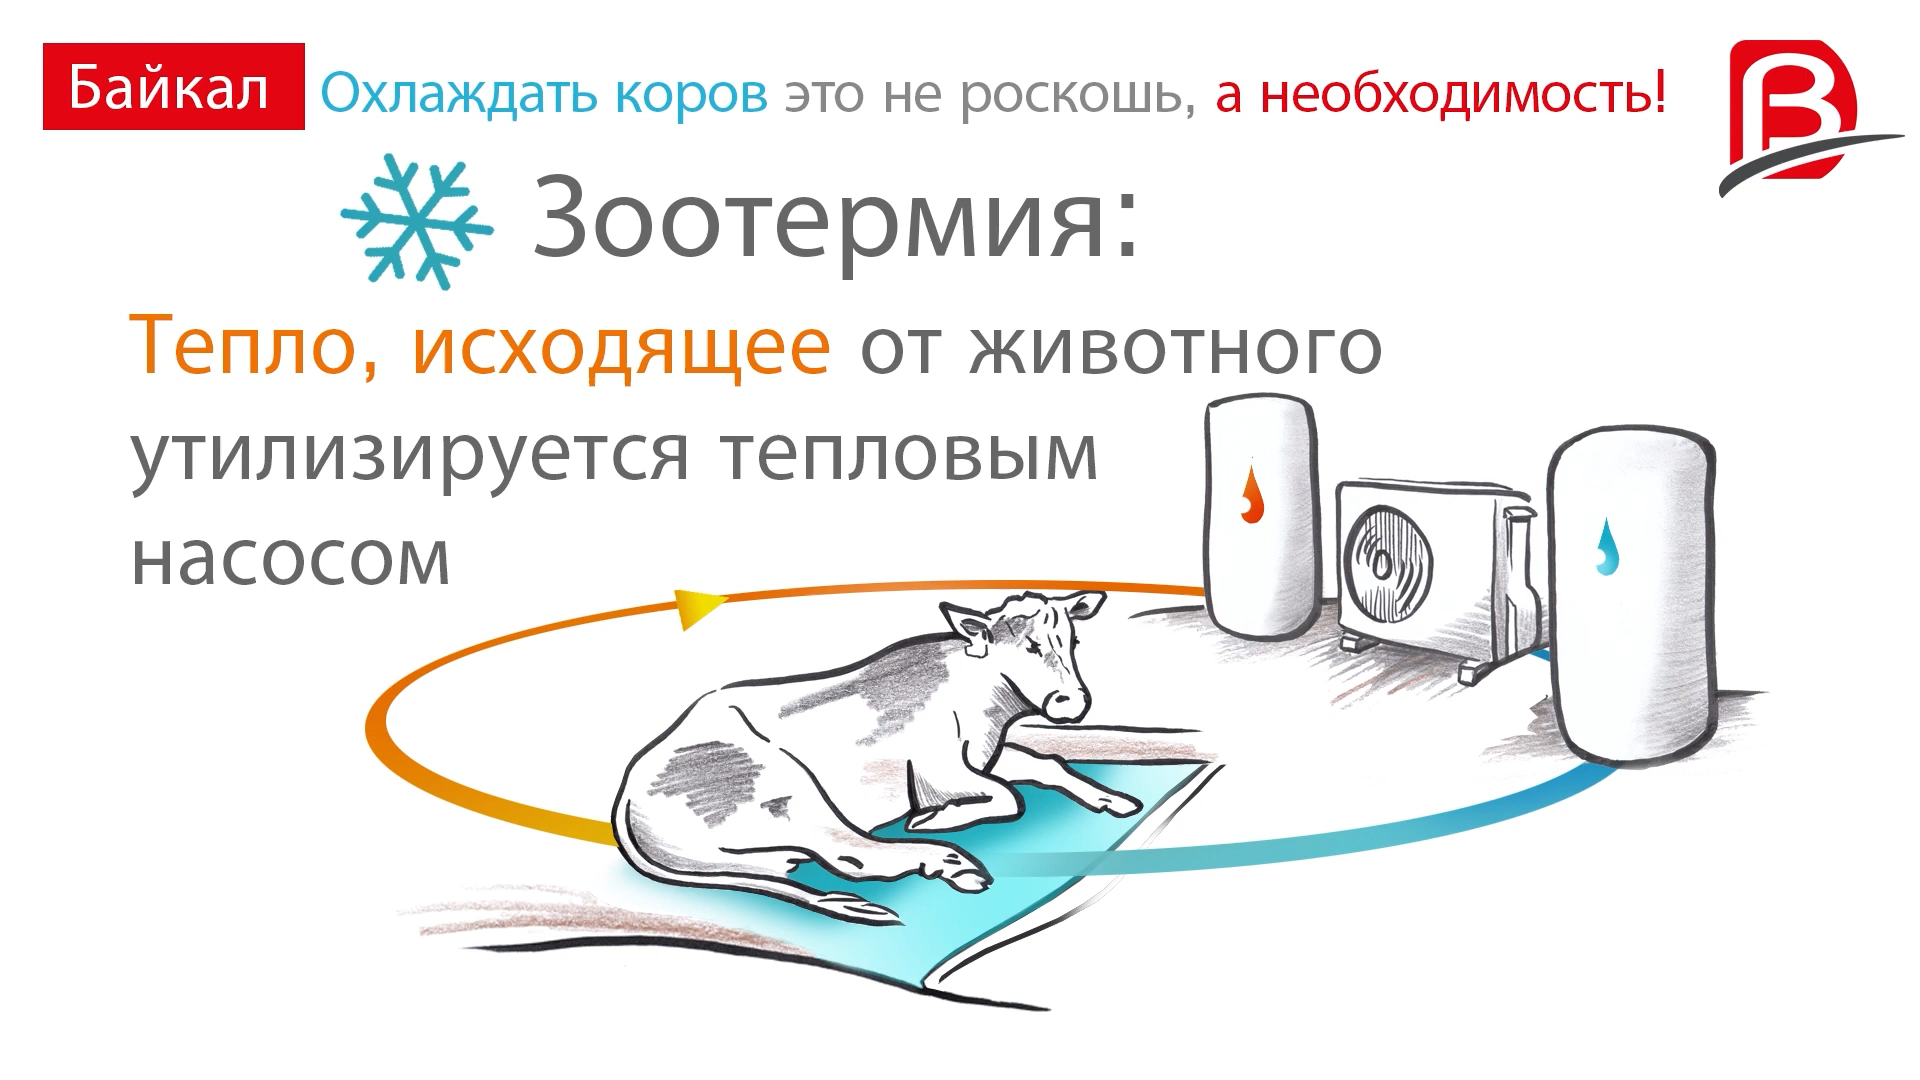 Байкал
Охлаждать коров это не роскошь, а необходимость!
B
Зоотермия:
Тепло, исходящее от животного
утилизируется тепловым
насосом